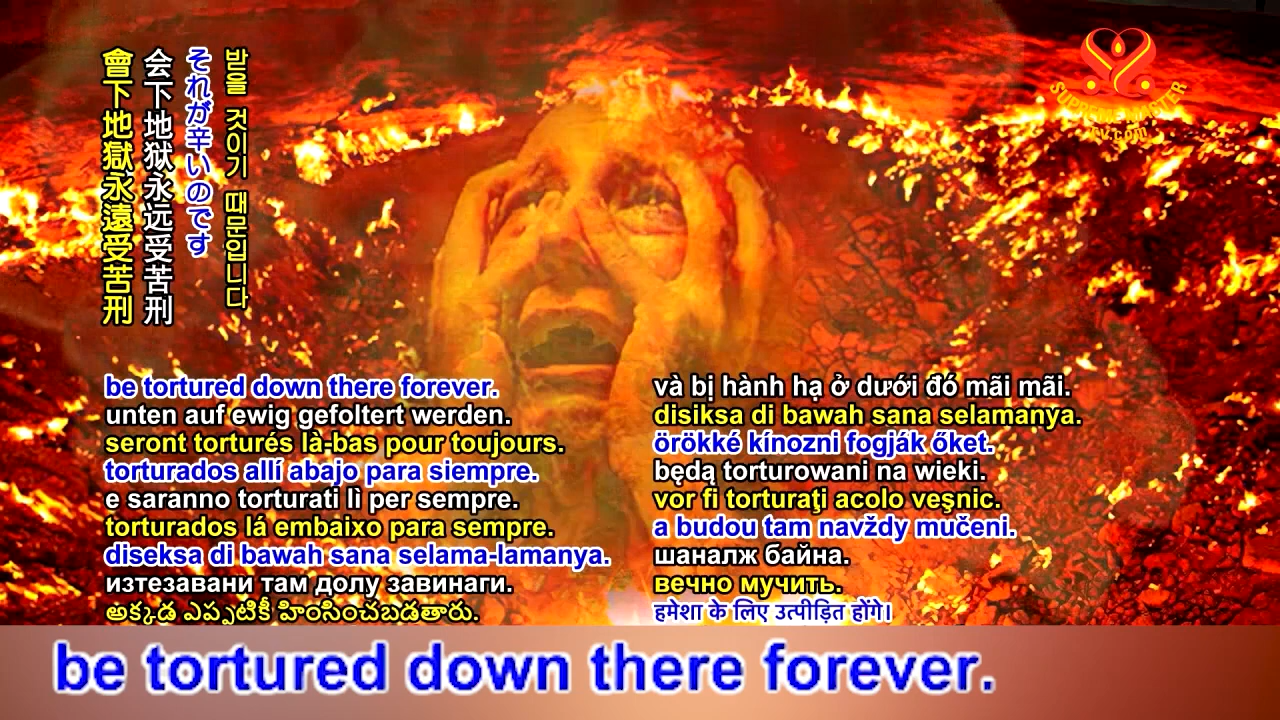 會下地獄永遠受苦刑
会下地狱永远受苦刑
それが辛いのです
받을 것이기 때문입니다
SUPREME MASTER
TV.COM
be tortured down there forever.
unten auf ewig gefoltert werden.
seront torturés là-bas pour toujours.
torturados allí abajo para siempre.
e saranno torturati lì per sempre.
torturados lá embaixo para sempre.
diseksa di bawah sana selama-lamanya.
изтезавани там долу завинаги.
అక్కడ ఎప్పటికీ హింసించబడతారు.
và bị hành hạ ở dưới đó mãi mãi.
disiksa di bawah sana selamanya.
örökké kínozni fogják őket.
będą torturowani na wieki.
vor fi torturaţi acolo veşnic.
a budou tam navždy mučeni.
шаналж байна.
вечно мучить.
हमेशा के लिए उत्पीड़ित होंगे।
be tortured down there forever.